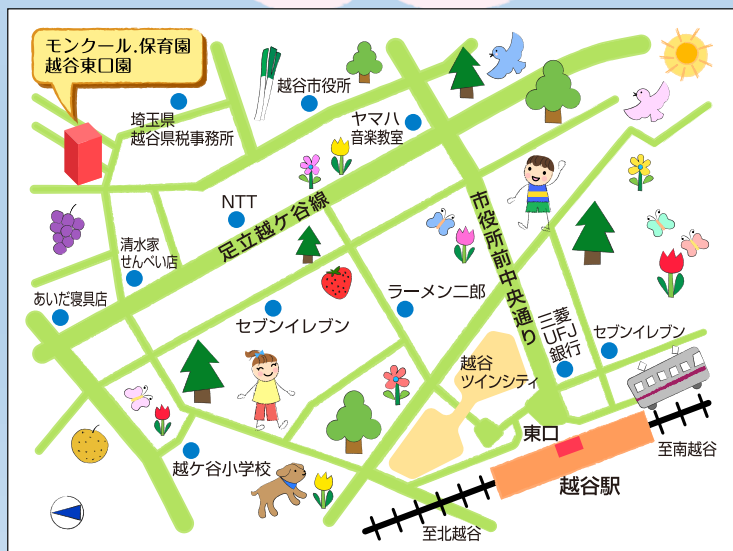 モンクール.保育園
越谷東口園
埼玉県
越谷県税事務所
越谷市役所
ヤマハ
音楽教室
NTT
足立越ケ谷線
市役所前中央通り
清水家
せんべい店
あいだ寝具店
セブンイレブン
ラーメン二郎
三菱
UFJ
銀行
セブンイレブン
越谷
ツインシティ
東口
越ケ谷小学校
越谷駅
至南越谷
至北越谷